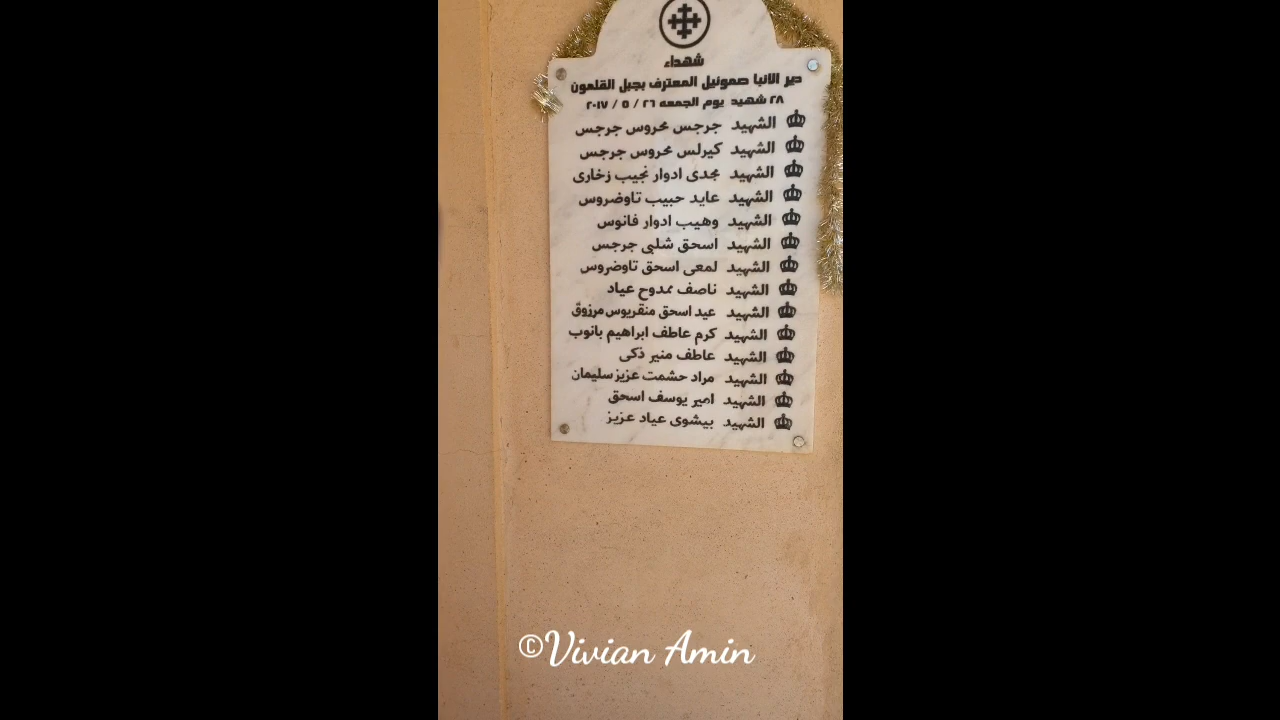 شهداء
دير الانبا صموئيل المعترف بجبل القلمون
٢٨ شهيد يوم الجمعه ٢٦ / ٥ / ٢٠١٧
الشهيد جرجس محروس جرجس
الشهيد كيرلس محروس جرجس
الشهيد مجدى ادوار نجيب زخارى
الشهيد عايد حبيب تاوضروس
الشهيد وهيب ادوار فانوس
الشهيد اسحق شلبى جرجس
الشهيد لمعى اسحق تاوضروس
الشهيد ناصف ممدوح عياد
الشهيد عيد اسحق منقريوس مرزوق
الشهيد كرم عاطف ابراهيم بانوب
الشهيد عاطف منير ذكى
الشهيد مراد حشمت عزيز سليمان
الشهيد امير يوسف اسحق
الشهيد بيشوى عياد عزيز
©Vivian Amin